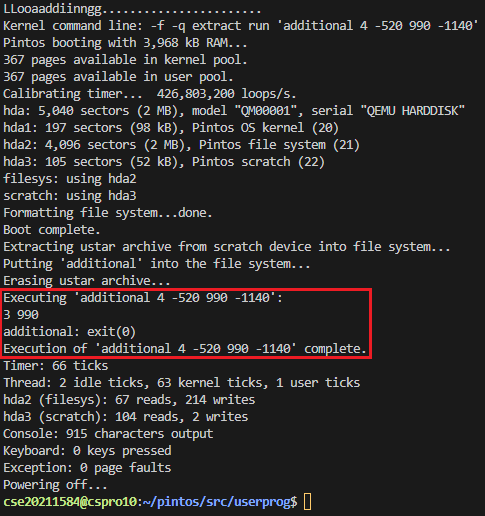 LLooaaddiinngg......................
Kernel command line: -f -q extract run 'additional 4 -520 990 -1140'
Pintos booting with 3,968 kB RAM...
367 pages available in kernel pool.
367 pages available in user pool.
Calibrating timer...  426,803,200 loops/s.
hda: 5,040 sectors (2 MB), model "QM00001", serial "QEMU HARDDISK"
hda1: 197 sectors (98 kB), Pintos OS kernel (20)
hda2: 4,096 sectors (2 MB), Pintos file system (21)
hda3: 105 sectors (52 kB), Pintos scratch (22)
filesys: using hda2
scratch: using hda3
Formatting file system...done.
Boot complete.
Extracting ustar archive from scratch device into file system...
Putting 'additional' into the file system...
Erasing ustar archive...
Executing 'additional 4 -520 990 -1140':
3 990
additional: exit(0)
Execution of 'additional 4 -520 990 -1140' complete.
Timer: 66 ticks
Thread: 2 idle ticks, 63 kernel ticks, 1 user ticks
hda2 (filesys): 67 reads, 214 writes
hda3 (scratch): 104 reads, 2 writes
Console: 915 characters output
Keyboard: 0 keys pressed
Exception: 0 page faults
Powering off...
cse20211584@cspro10:~/pintos/src/userprog$